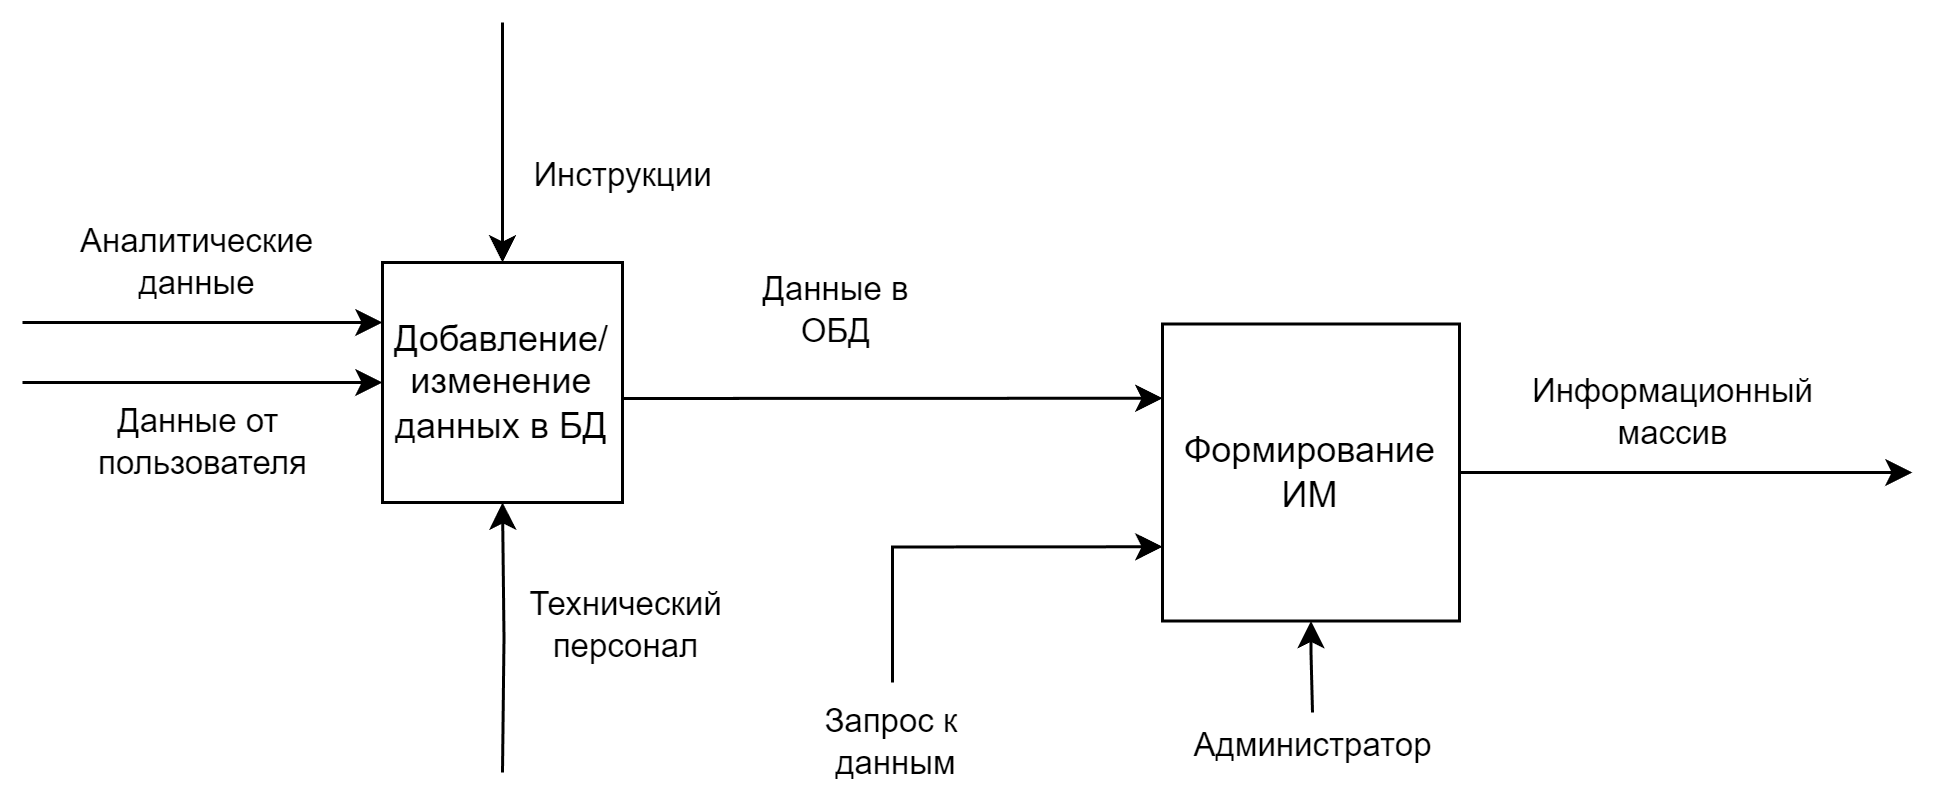 Инструкции
Аналитические
данные
Данные от
пользователя
Добавление/
изменение
данных в БД
Технический
персонал
Данные в
ОБД
Запрос к
данным
Формирование
ИМ
Администратор
Информационный
массив